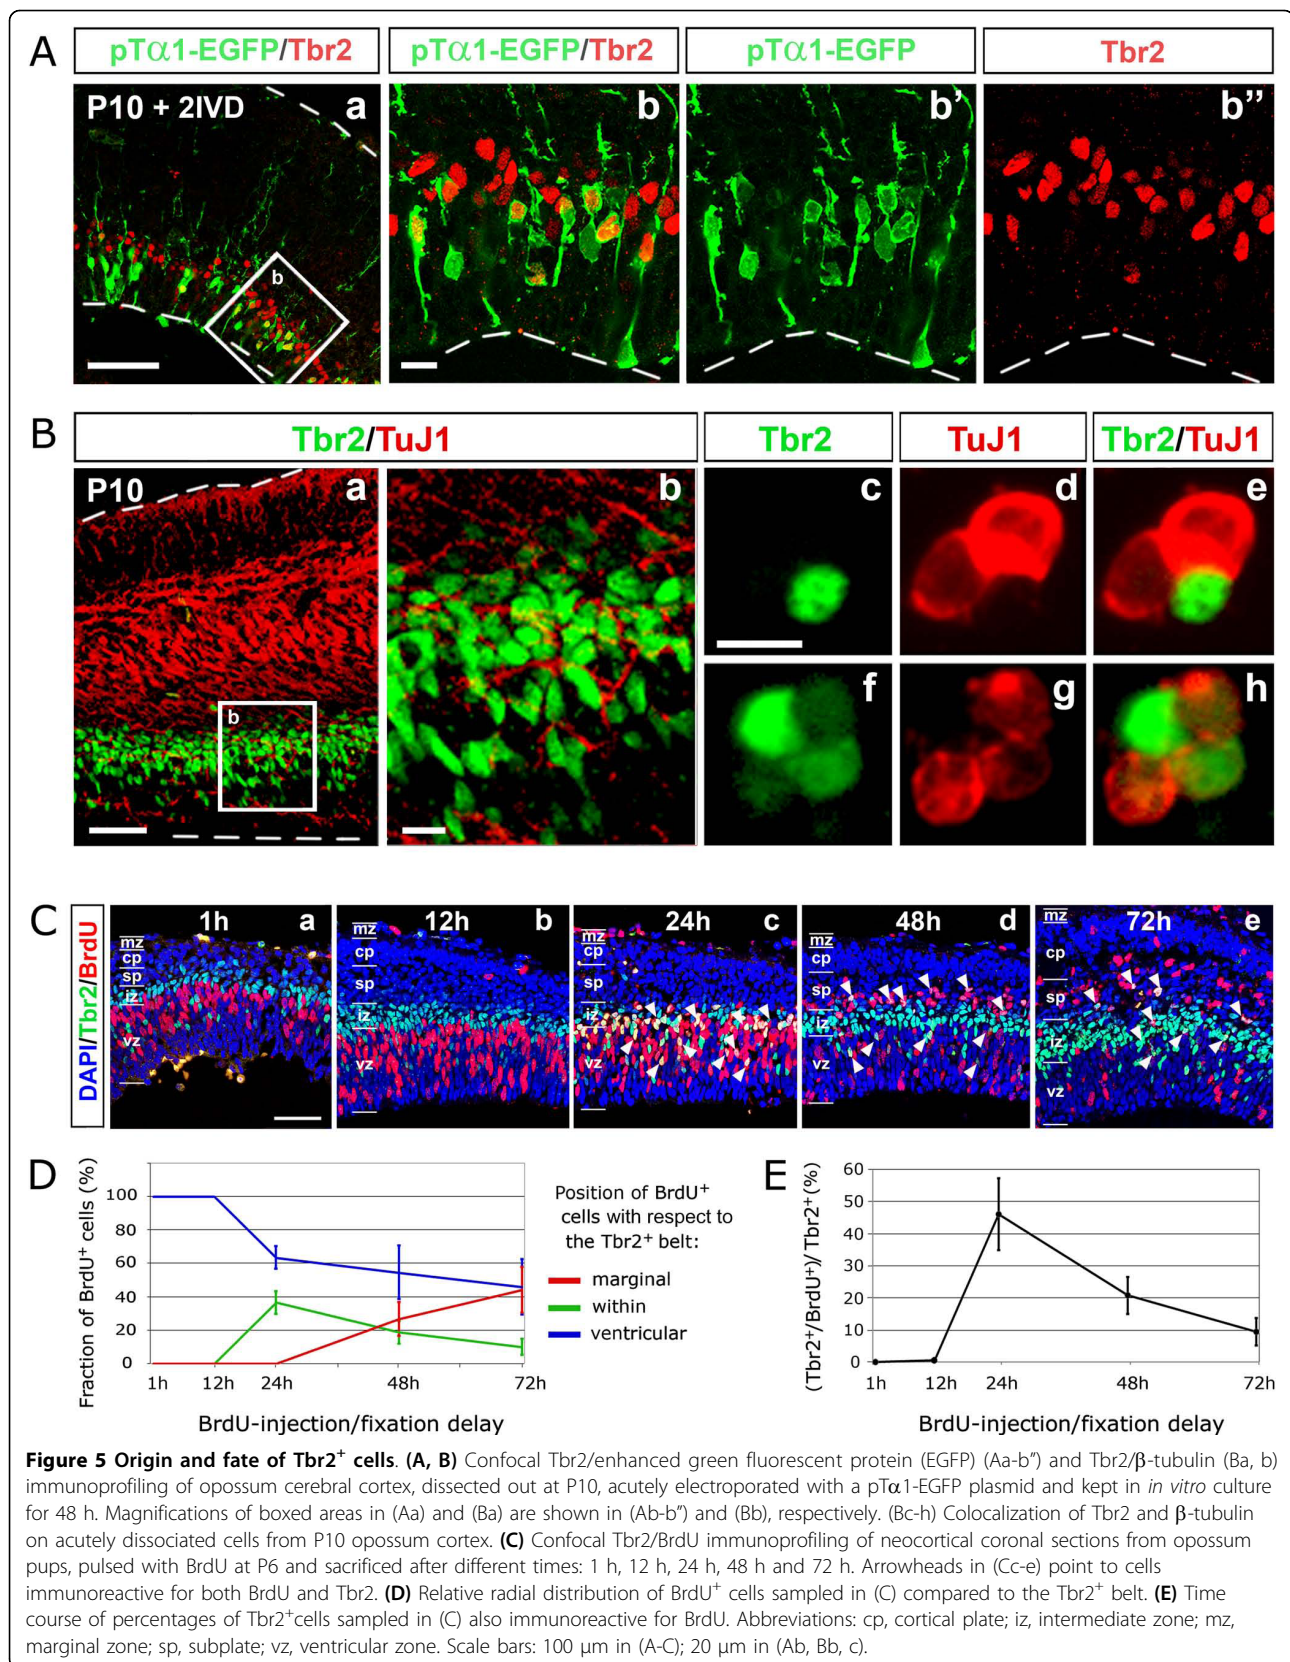 A
pTα1-EGFP/Tbr2
pTα1-EGFP/Tbr2
pTα1-EGFP
Tbr2
P10 + 2IVD
a
b
b
b’
b’’
B
Tbr2/TuJ1
Tbr2
TuJ1
Tbr2/TuJ1
P10
a
b
b
c
d
e
f
g
h
C
DAPI/Tbr2/BrdU
1h
a
mz
cp
sp
iz
vz
12h
b
mz
cp
sp
iz
vz
24h
c
mz
cp
sp
iz
vz
48h
d
mz
cp
sp
iz
vz
72h
e
mz
cp
sp
iz
vz
D
Fraction of BrdU⁺ cells (%)
100
80
60
40
20
0
1h 12h 24h 48h 72h
BrdU-injection/fixation delay
Position of BrdU⁺
cells with respect to
the Tbr2⁺ belt:
marginal
within
ventricular
E
(Tbr2⁺/BrdU⁺)/Tbr2⁺(%)
60
50
40
30
20
10
0
1h 12h 24h 48h 72h
BrdU-injection/fixation delay
Figure 5 Origin and fate of Tbr2⁺ cells. (A, B) Confocal Tbr2/enhanced green fluorescent protein (EGFP) (Aa-b’’) and Tbr2/β-tubulin (Ba, b)
immunoprofiling of opossum cerebral cortex, dissected out at P10, acutely electroporated with a pTα1-EGFP plasmid and kept in in vitro culture
for 48 h. Magnifications of boxed areas in (Aa) and (Ba) are shown in (Ab-b’’) and (Bb), respectively. (Bc-h) Colocalization of Tbr2 and β-tubulin
on acutely dissociated cells from P10 opossum cortex. (C) Confocal Tbr2/BrdU immunoprofiling of neocortical coronal sections from opossum
pups, pulsed with BrdU at P6 and sacrificed after different times: 1 h, 12 h, 24 h, 48 h and 72 h. Arrowheads in (Cc-e) point to cells
immunoreactive for both BrdU and Tbr2. (D) Relative radial distribution of BrdU⁺ cells sampled in (C) compared to the Tbr2⁺ belt. (E) Time
course of percentages of Tbr2⁺cells sampled in (C) also immunoreactive for BrdU. Abbreviations: cp, cortical plate; iz, intermediate zone; mz,
marginal zone; sp, subplate; vz, ventricular zone. Scale bars: 100 μm in (A-C); 20 μm in (Ab, Bb, c).